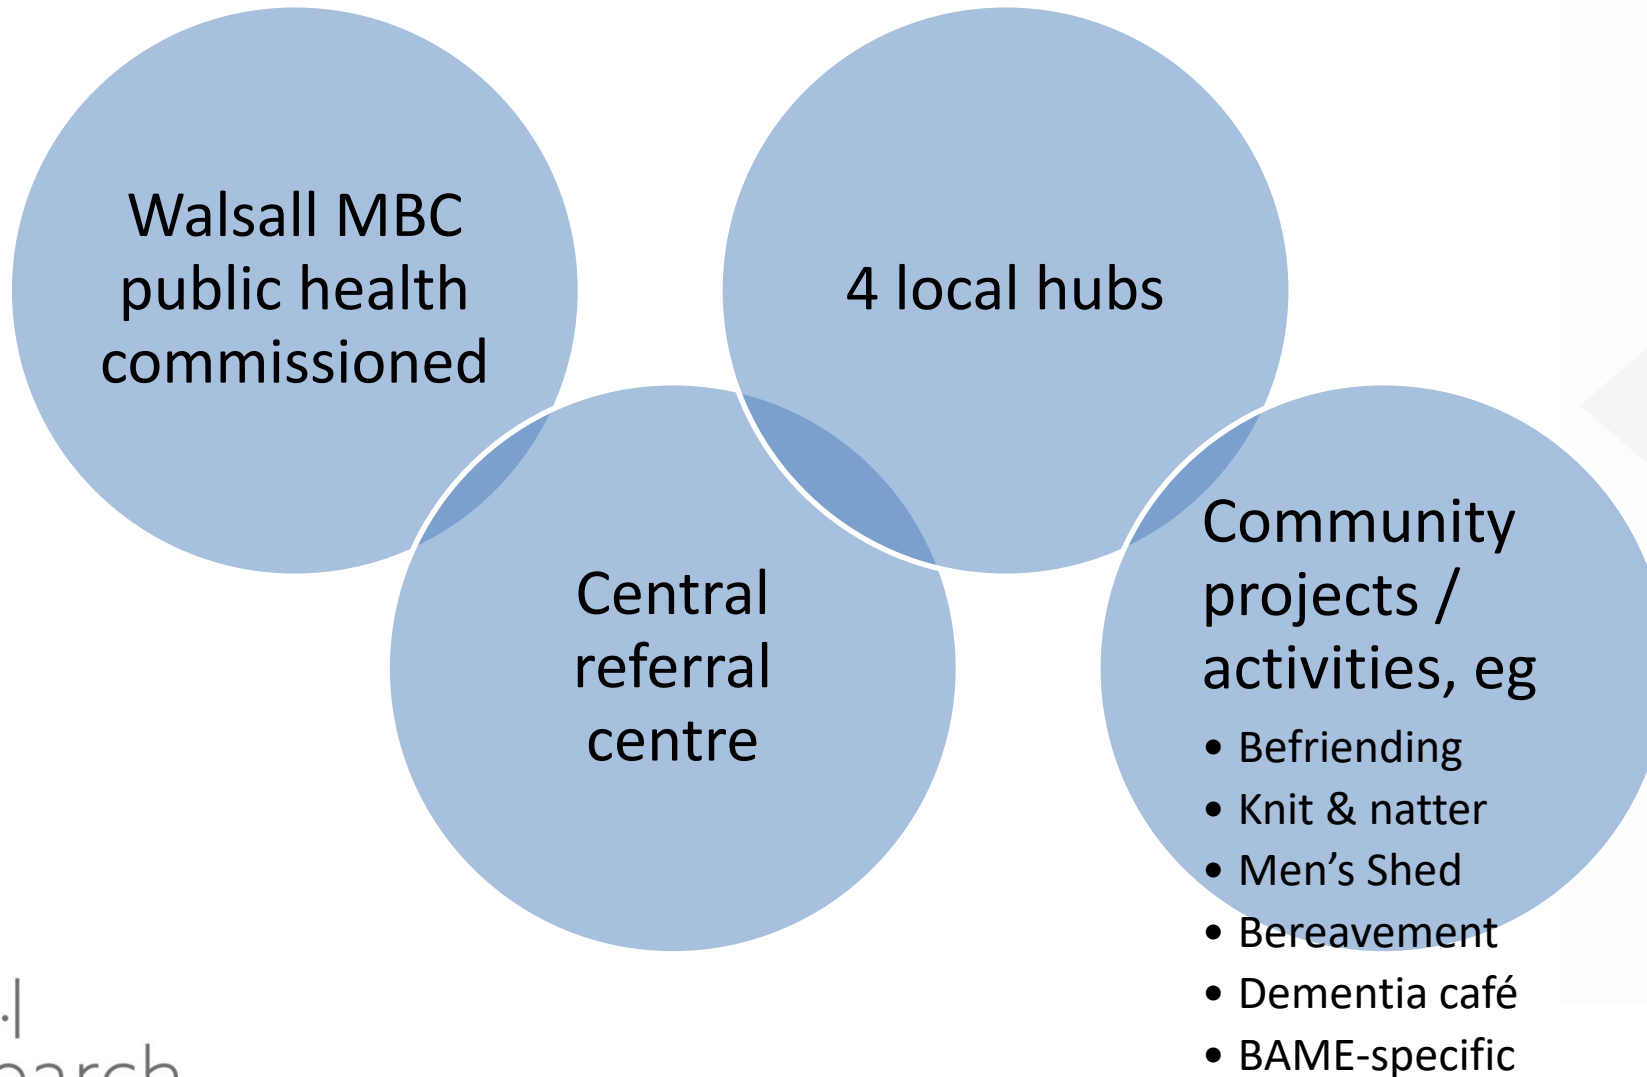 Walsall MBC
public health
commissioned
4 local hubs
Central
referral
centre
Community
projects /
activities, eg
• Befriending
• Knit & natter
• Men’s Shed
• Bereavement
• Dementia café
• BAME-specific